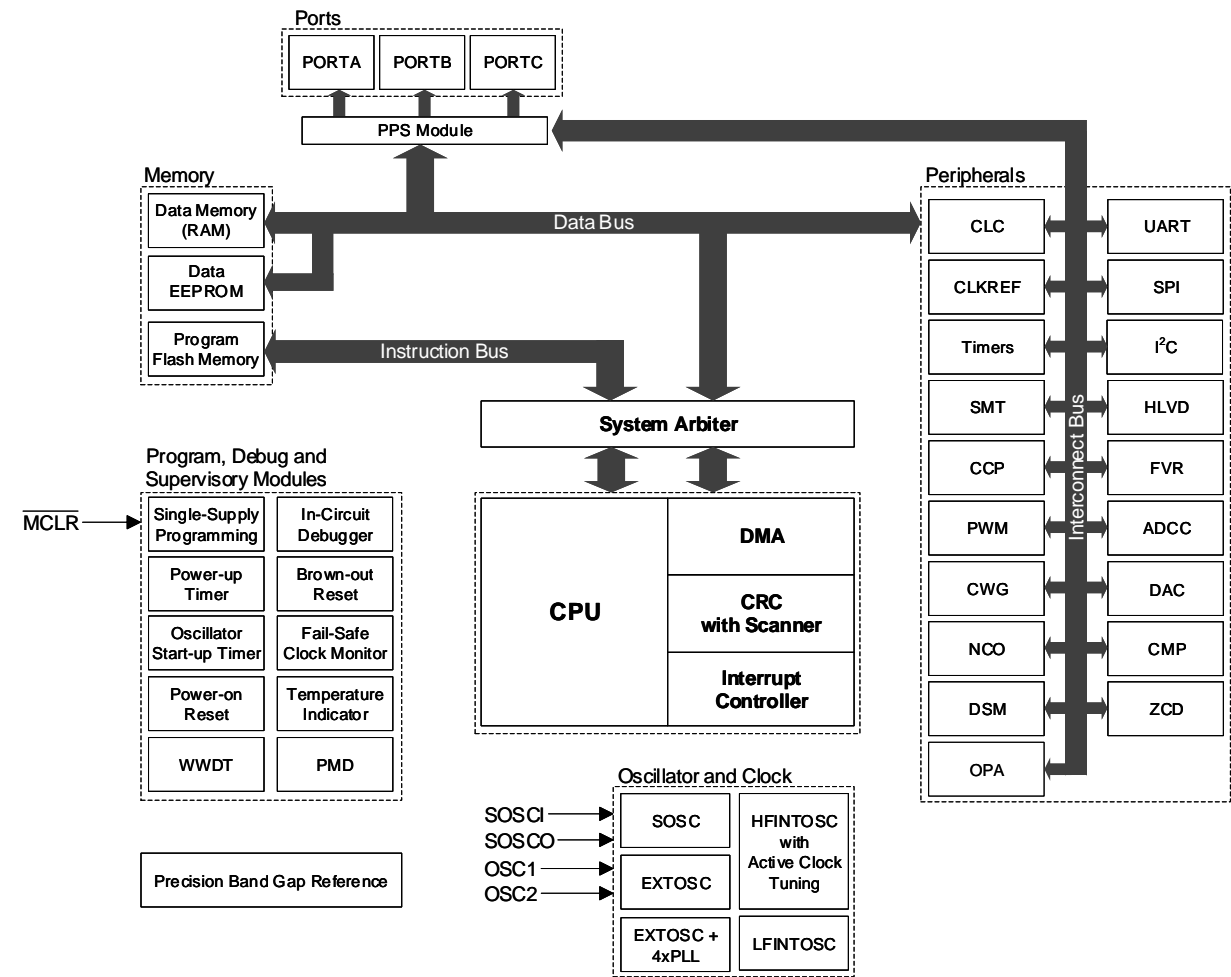 Ports
PORTA
PORTB
PORTC
PPS Module
Memory
Data Memory
(RAM)
Data
EEPROM
Program
Flash Memory
Data Bus
Instruction Bus
System Arbiter
CPU
DMA
CRC
with Scanner
Interrupt
Controller
Peripherals
CLC
UART
CLKREF
SPI
Timers
I²C
SMT
HLVD
CCP
FVR
PWM
ADCC
CWG
DAC
NCO
CMP
DSM
ZCD
OPA
Interconnect Bus
Program, Debug and
Supervisory Modules
MCLR
Single-Supply
Programming
In-Circuit
Debugger
Power-up
Timer
Brown-out
Reset
Oscillator
Start-up Timer
Fail-Safe
Clock Monitor
Power-on
Reset
Temperature
Indicator
WWDT
PMD
Precision Band Gap Reference
Oscillator and Clock
SOSCI
SOSCO
OSC1
OSC2
SOSC
HFINTOSC
with
Active Clock
Tuning
EXTOSC
EXTOSC +
4xPLL
LFINTOSC